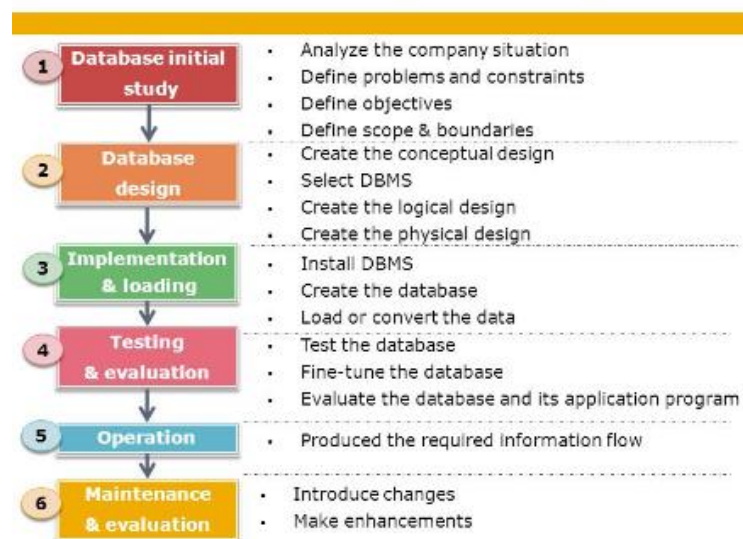 1
Database initial
study
• Analyze the company situation
• Define problems and constraints
• Define objectives
• Define scope & boundaries
2
Database
design
• Create the conceptual design
• Select DBMS
• Create the logical design
• Create the physical design
3
Implementation
& loading
• Install DBMS
• Create the database
• Load or convert the data
4
Testing
& evaluation
• Test the database
• Fine-tune the database
• Evaluate the database and its application program
5
Operation
• Produced the required information flow
6
Maintenance
& evaluation
• Introduce changes
• Make enhancements